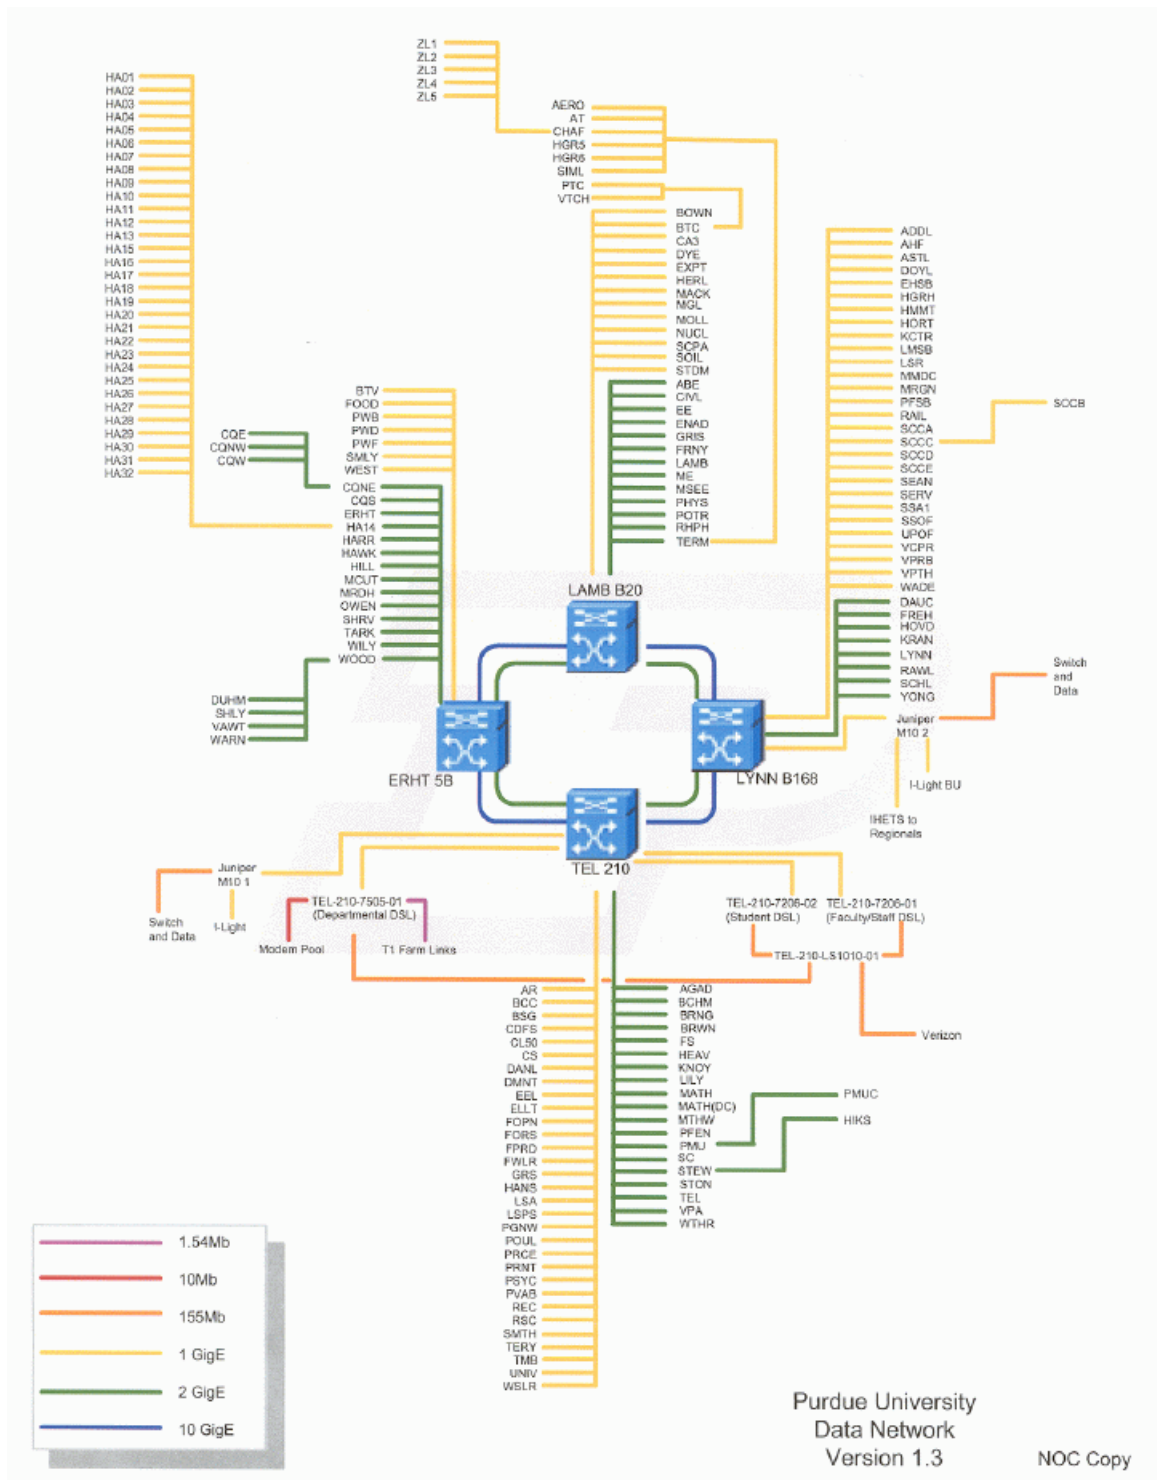 ZL1
ZL2
ZL3
ZL4
ZL5
HA01
HA02
HA03
HA04
HA05
HA06
HA07
HA08
HA09
HA10
HA11
HA12
HA13
HA15
HA16
HA17
HA18
HA19
HA20
HA21
HA22
HA23
HA24
HA25
HA26
HA27
HA28
HA29
HA30
HA31
HA32
AERO
AT
CHAF
HGR5
HGR6
SIML
PTC
VTCH
BOWN
BTC
CA3
DYE
EXPT
HERL
MACK
MGL
MOLL
NUCL
SCPA
SOIL
STDM
ABE
CIVL
EE
ENAD
GRIS
FRNY
LAMB
ME
MSEE
PHYS
POTR
RHPH
TERM
ADDL
AHF
ASTL
DOYL
EHSB
HGRH
HMMT
HORT
KCTR
LMSB
LSR
MMDC
MRGN
PFSB
RAIL
SCCA
SCCC
SCCD
SCCE
SEAN
SERV
SSA1
SSOF
UPOF
VCPR
VPRB
VPTH
WADE
DAUC
FREH
HOVD
KRAN
LYNN
RAWL
SCHL
YONG
SCCB
BTV
FOOD
PWB
PWD
PWF
SMLY
WEST
CQE
CQNW
CQW
CQNE
CQS
ERHT
HA14
HARR
HAWK
HILL
MCUT
MRDH
OWEN
SHRV
TARK
WILY
WOOD
DUHM
SHLY
VAWT
WARN
LAMB B20
ERHT 5B
LYNN B168
TEL 210
Switch
and
Data
Juniper
M10 2
I-Light BU
IHETS to
Regionals
Juniper
M10 1
Switch
and Data
I-Light
TEL-210-7505-01
(Departmental DSL)
Modem Pool
T1 Farm Links
TEL-210-7206-02
(Student DSL)
TEL-210-7206-01
(Faculty/Staff DSL)
TEL-210-LS1010-01
Verizon
AR
BCC
BSG
CDFS
CL50
CS
DANL
DMNT
EEL
ELLT
FOPN
FORS
FPRD
FWLR
GRS
HANS
LSA
LSPS
PGNW
POUL
PRCE
PRNT
PSYC
PVAB
REC
RSC
SMTH
TERY
TMB
UNIV
WSLR
AGAD
BCHM
BRNG
BRWN
FS
HEAV
KNOY
LILY
MATH
MATH(DC)
MTHW
PFEN
PMU
SC
STEW
STON
TEL
VPA
WTHR
PMUC
HIKS
1.54Mb
10Mb
155Mb
1 GigE
2 GigE
10 GigE
Purdue University
Data Network
Version 1.3
NOC Copy